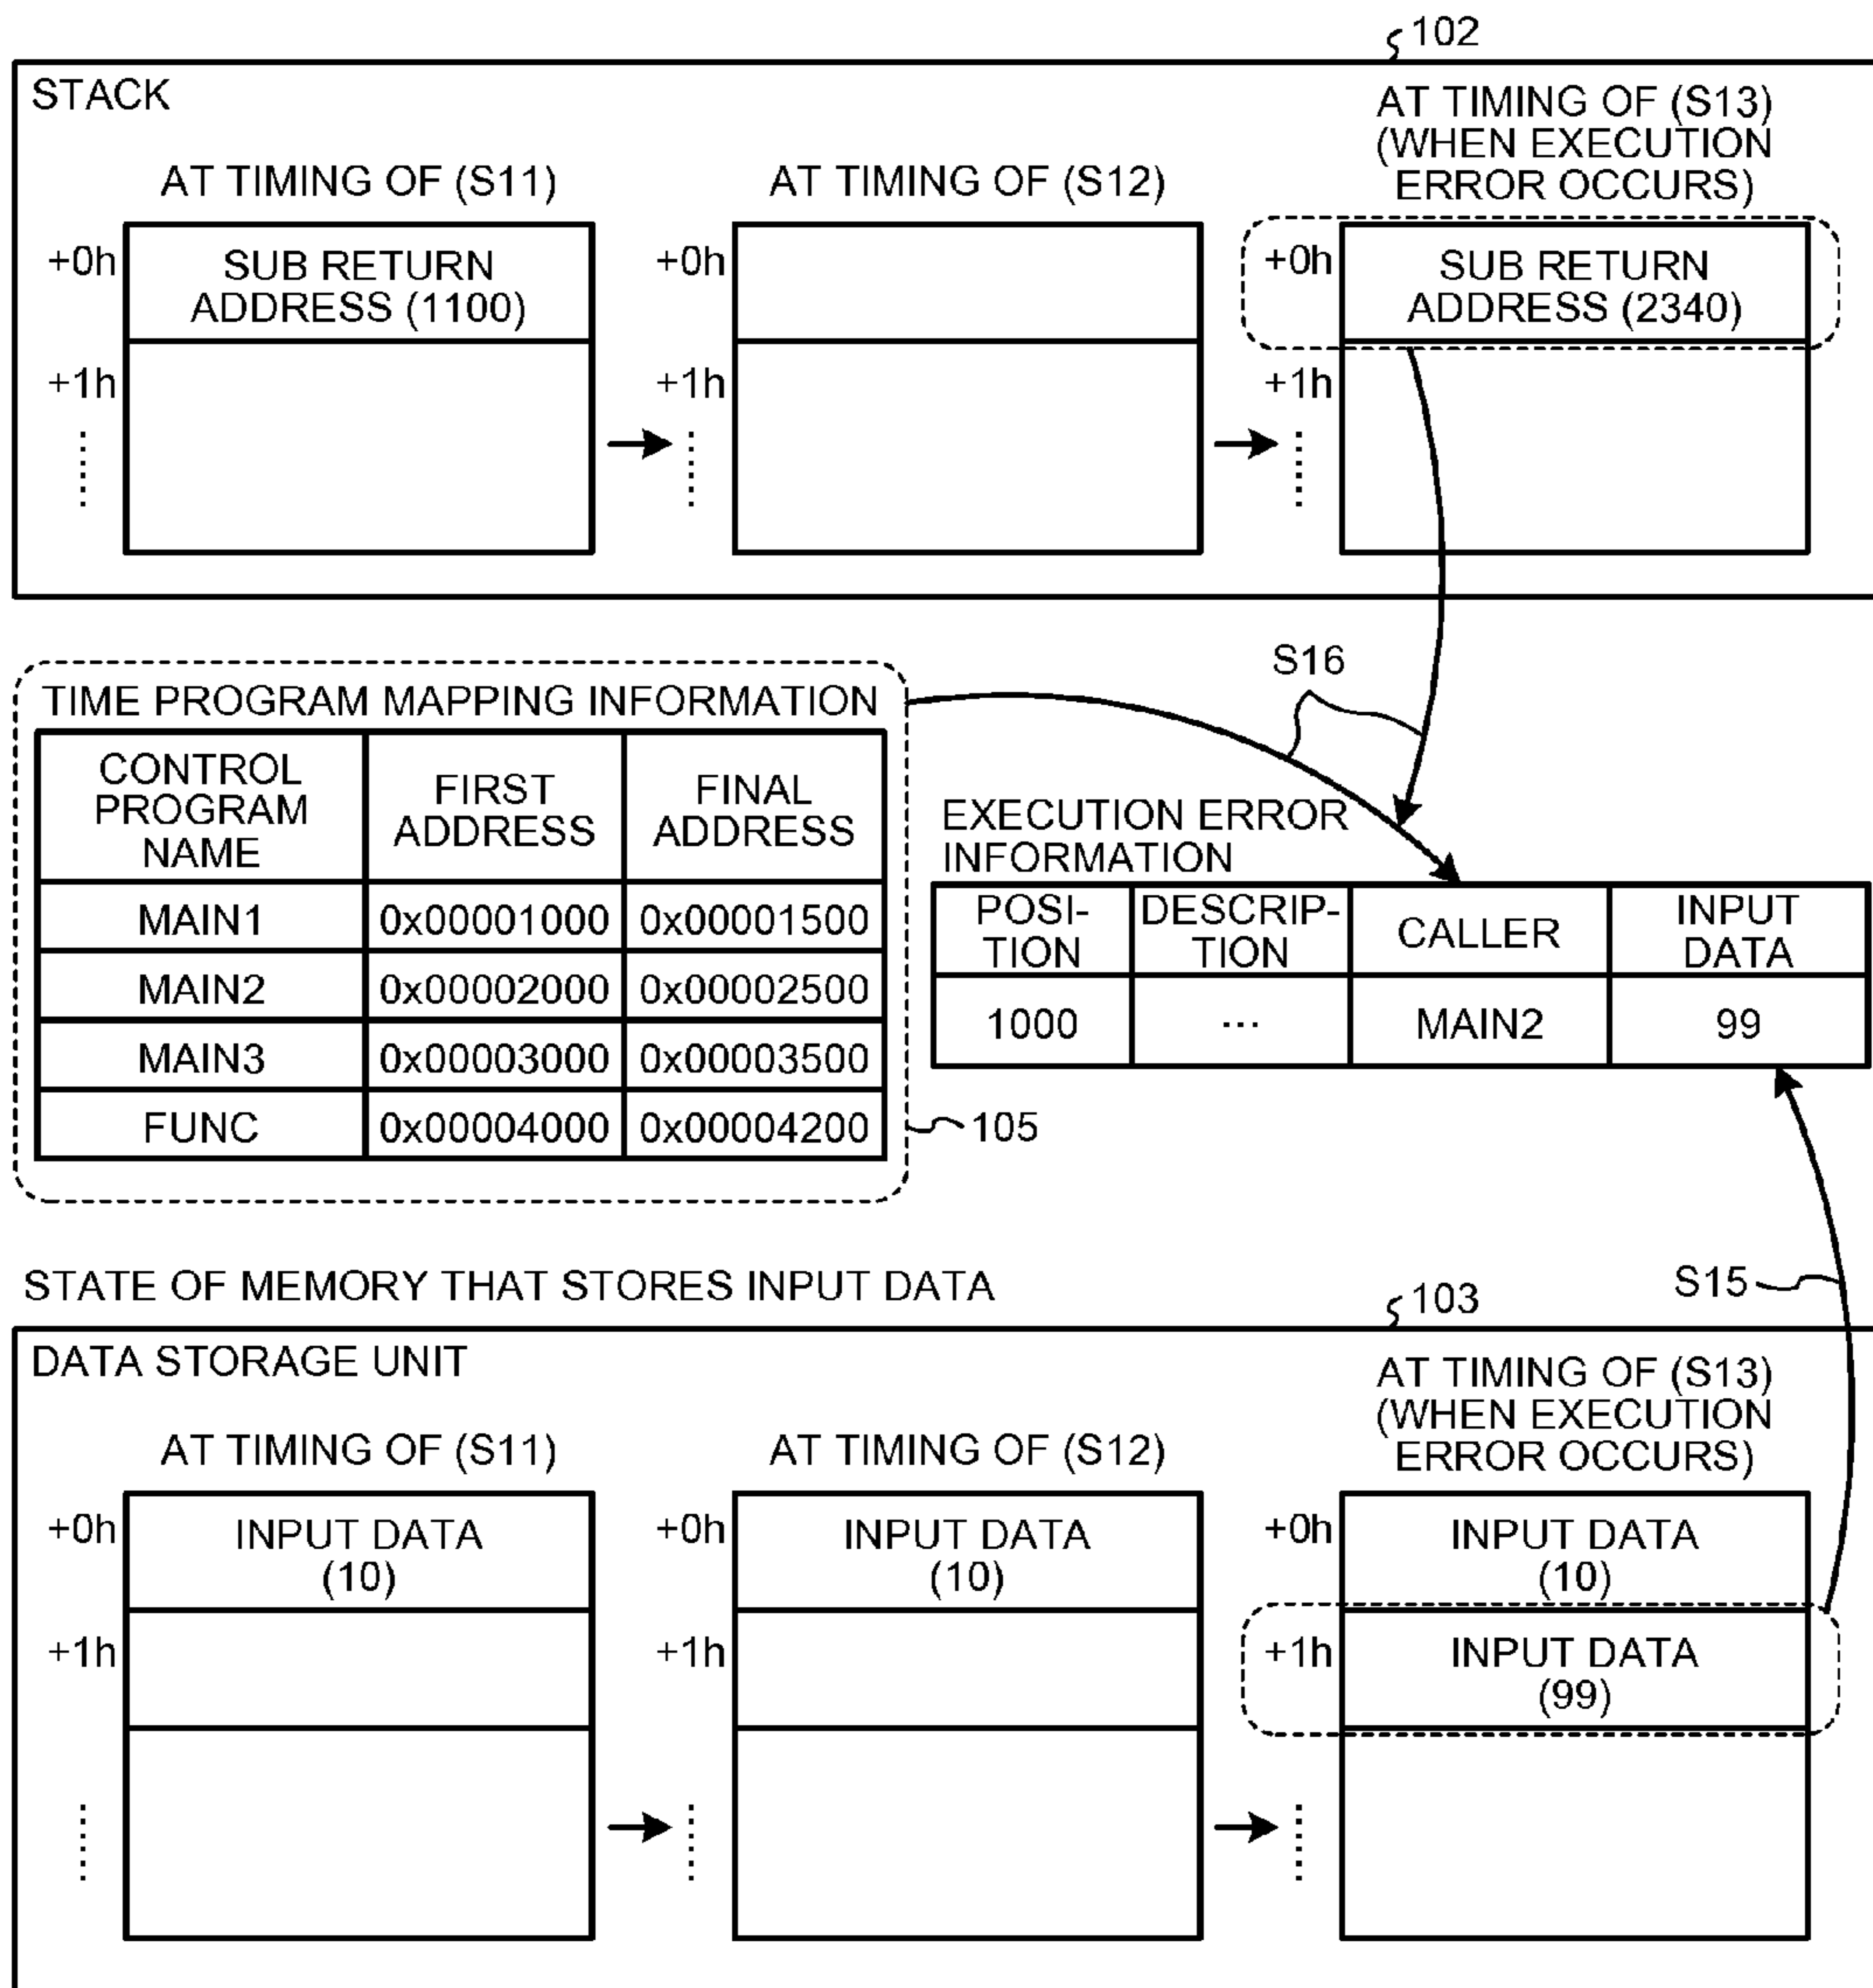 102
STACK
AT TIMING OF (S11)
AT TIMING OF (S12)
AT TIMING OF (S13)
(WHEN EXECUTION
ERROR OCCURS)
+0h
SUB RETURN
ADDRESS (1100)
+1h
+0h
+1h
+0h
SUB RETURN
ADDRESS (2340)
+1h
S16
TIME PROGRAM MAPPING INFORMATION
CONTROL
PROGRAM
NAME
FIRST
ADDRESS
FINAL
ADDRESS
MAIN1 0x00001000 0x00001500
MAIN2 0x00002000 0x00002500
MAIN3 0x00003000 0x00003500
FUNC 0x00004000 0x00004200
105
EXECUTION ERROR
INFORMATION
POSI-
TION
DESCRIP-
TION
CALLER
INPUT
DATA
1000 ... MAIN2 99
S15
STATE OF MEMORY THAT STORES INPUT DATA
103
DATA STORAGE UNIT
AT TIMING OF (S11)
AT TIMING OF (S12)
AT TIMING OF (S13)
(WHEN EXECUTION
ERROR OCCURS)
+0h
INPUT DATA
(10)
+1h
+0h
INPUT DATA
(10)
+1h
+0h
INPUT DATA
(10)
+1h
INPUT DATA
(99)